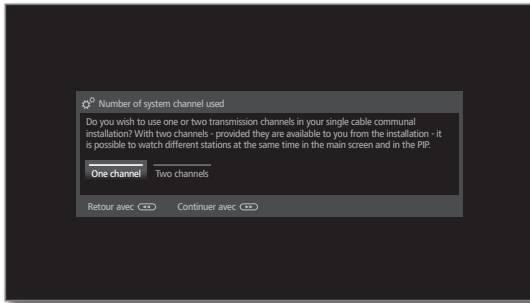 Number of system channel used
Do you wish to use one or two transmission channels in your single cable communal
installation? With two channels - provided they are available to you from the installation - it
is possible to watch different stations at the same time in the main screen and in the PIP.
One channel Two channels
Retour avec Continuer avec